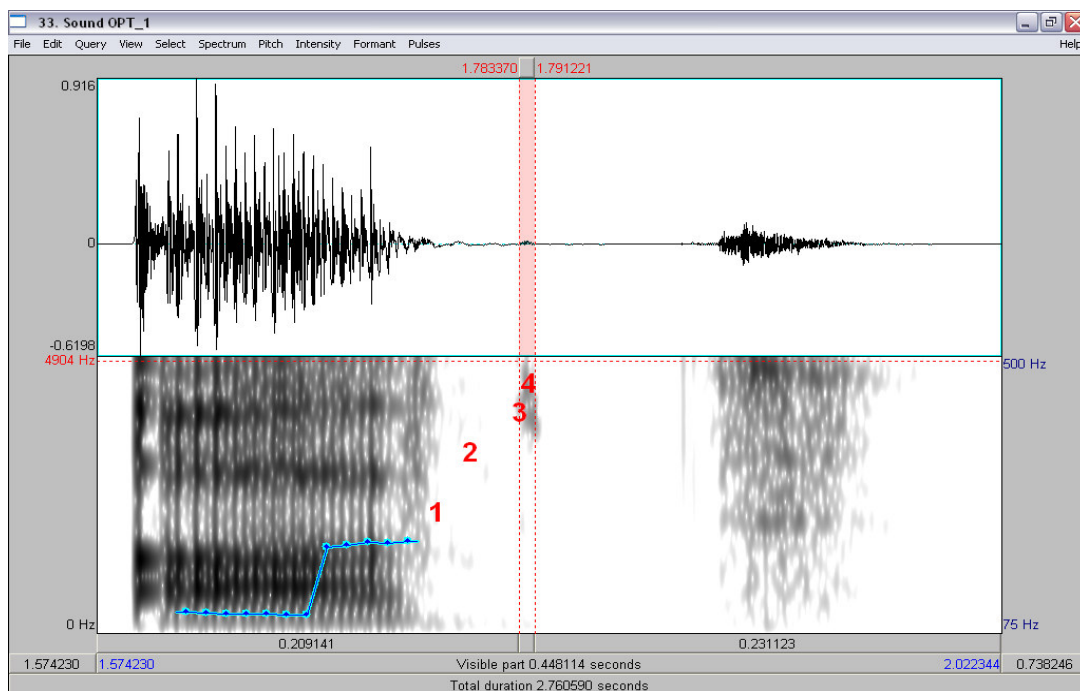 33. Sound OPT_1
File Edit Query View Select Spectrum Pitch Intensity Formant Pulses Help
1.783370 1.791221
0.916
0
-0.6198
4904 Hz 500 Hz
4
3
2
1
0 Hz 75 Hz
0.209141 0.231123
1.574230 1.574230 Visible part 0.448114 seconds 2.022344 0.738246
Total duration 2.760590 seconds